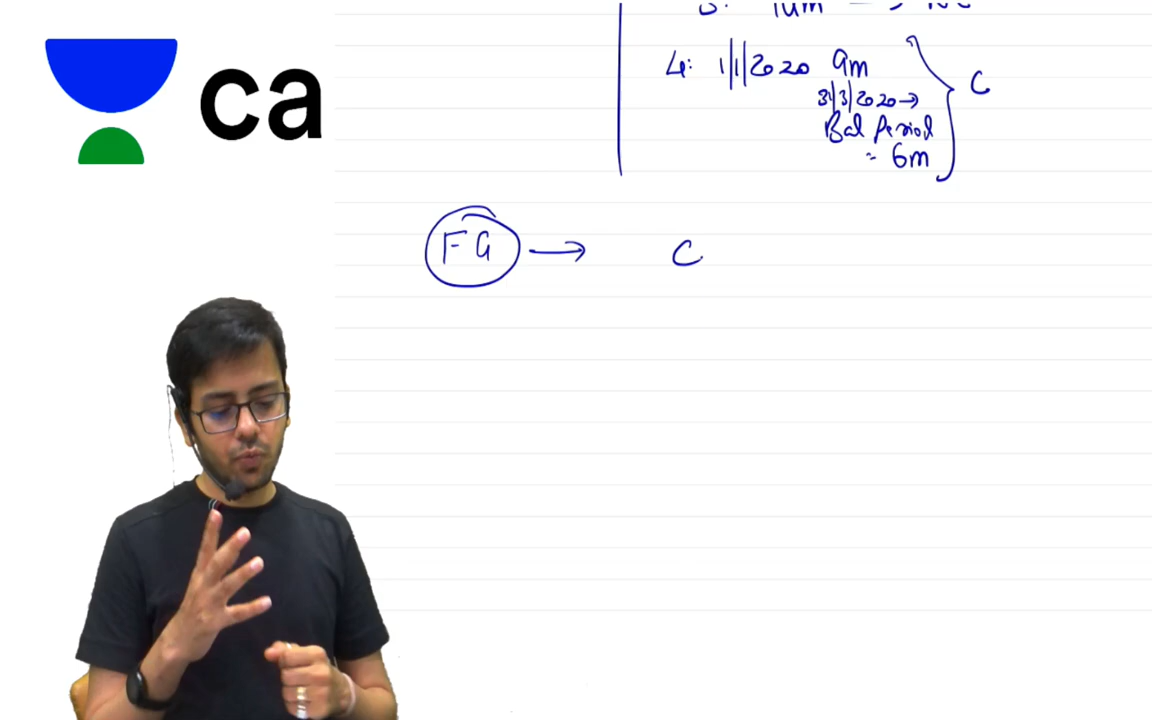 ca
4: 1/1/2020 9m } C
31/3/2020 →
Bal Period
= 6m
FG → C